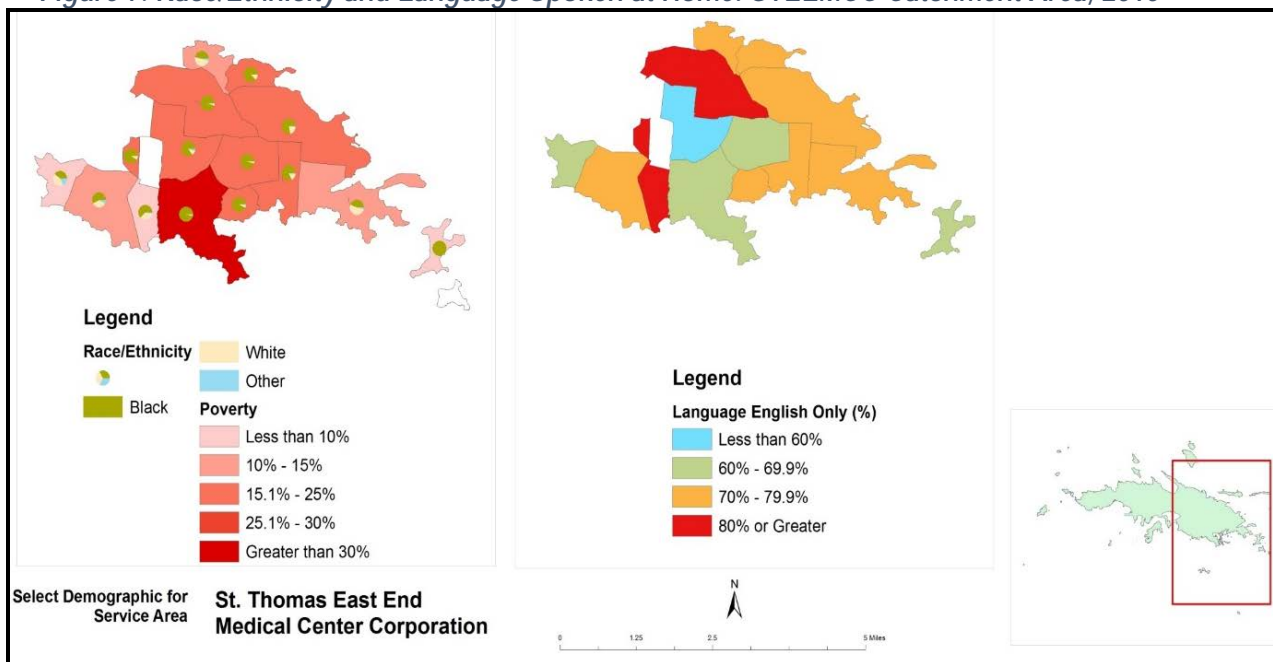 Legend
Race/Ethnicity
Black
White
Other
Poverty
Less than 10%
10% - 15%
15.1% - 25%
25.1% - 30%
Greater than 30%
Legend
Language English Only (%)
Less than 60%
60% - 69.9%
70% - 79.9%
80% or Greater
Select Demographic for
Service Area
St. Thomas East End
Medical Center Corporation
N
0 1.25 2.5 5 Miles